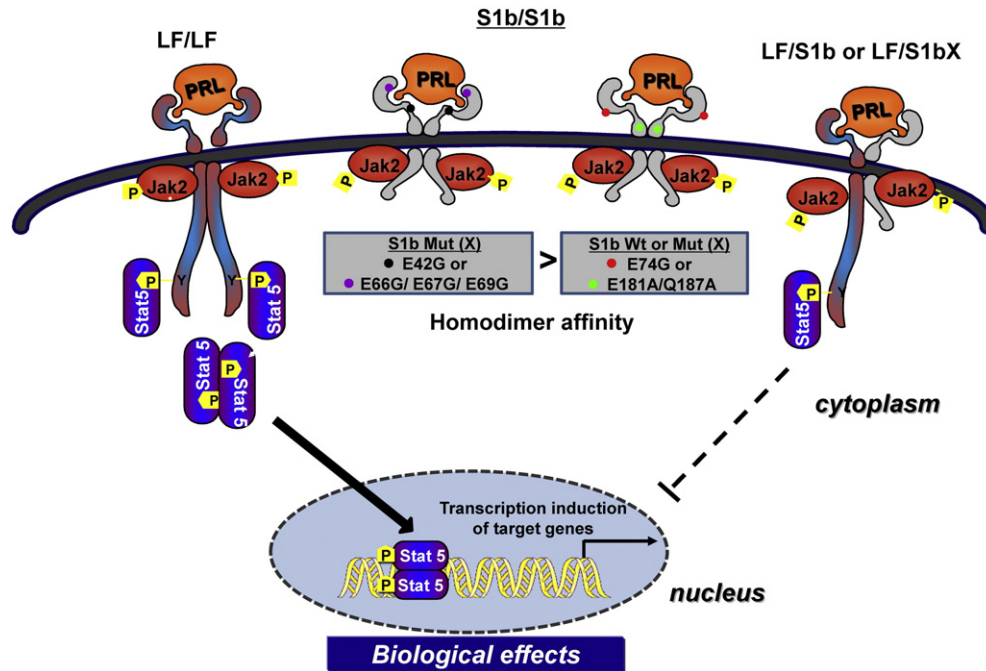 S1b/S1b
LF/LF
LF/S1b or LF/S1bX
PRL
PRL
PRL
PRL
P
Jak2
Jak2
P
P
Jak2
Jak2
P
P
Jak2
Jak2
P
P
Jak2
Jak2
P
S1b Mut (X)
E42G or
E66G/ E67G/ E69G
>
S1b Wt or Mut (X)
E74G or
E181A/Q187A
Homodimer affinity
Y
Y
Y
P
Stat5
P
Stat 5
P
Stat5
Stat 5
P
P
Stat 5
cytoplasm
Transcription induction
of target genes
P
Stat 5
P
Stat 5
nucleus
Biological effects